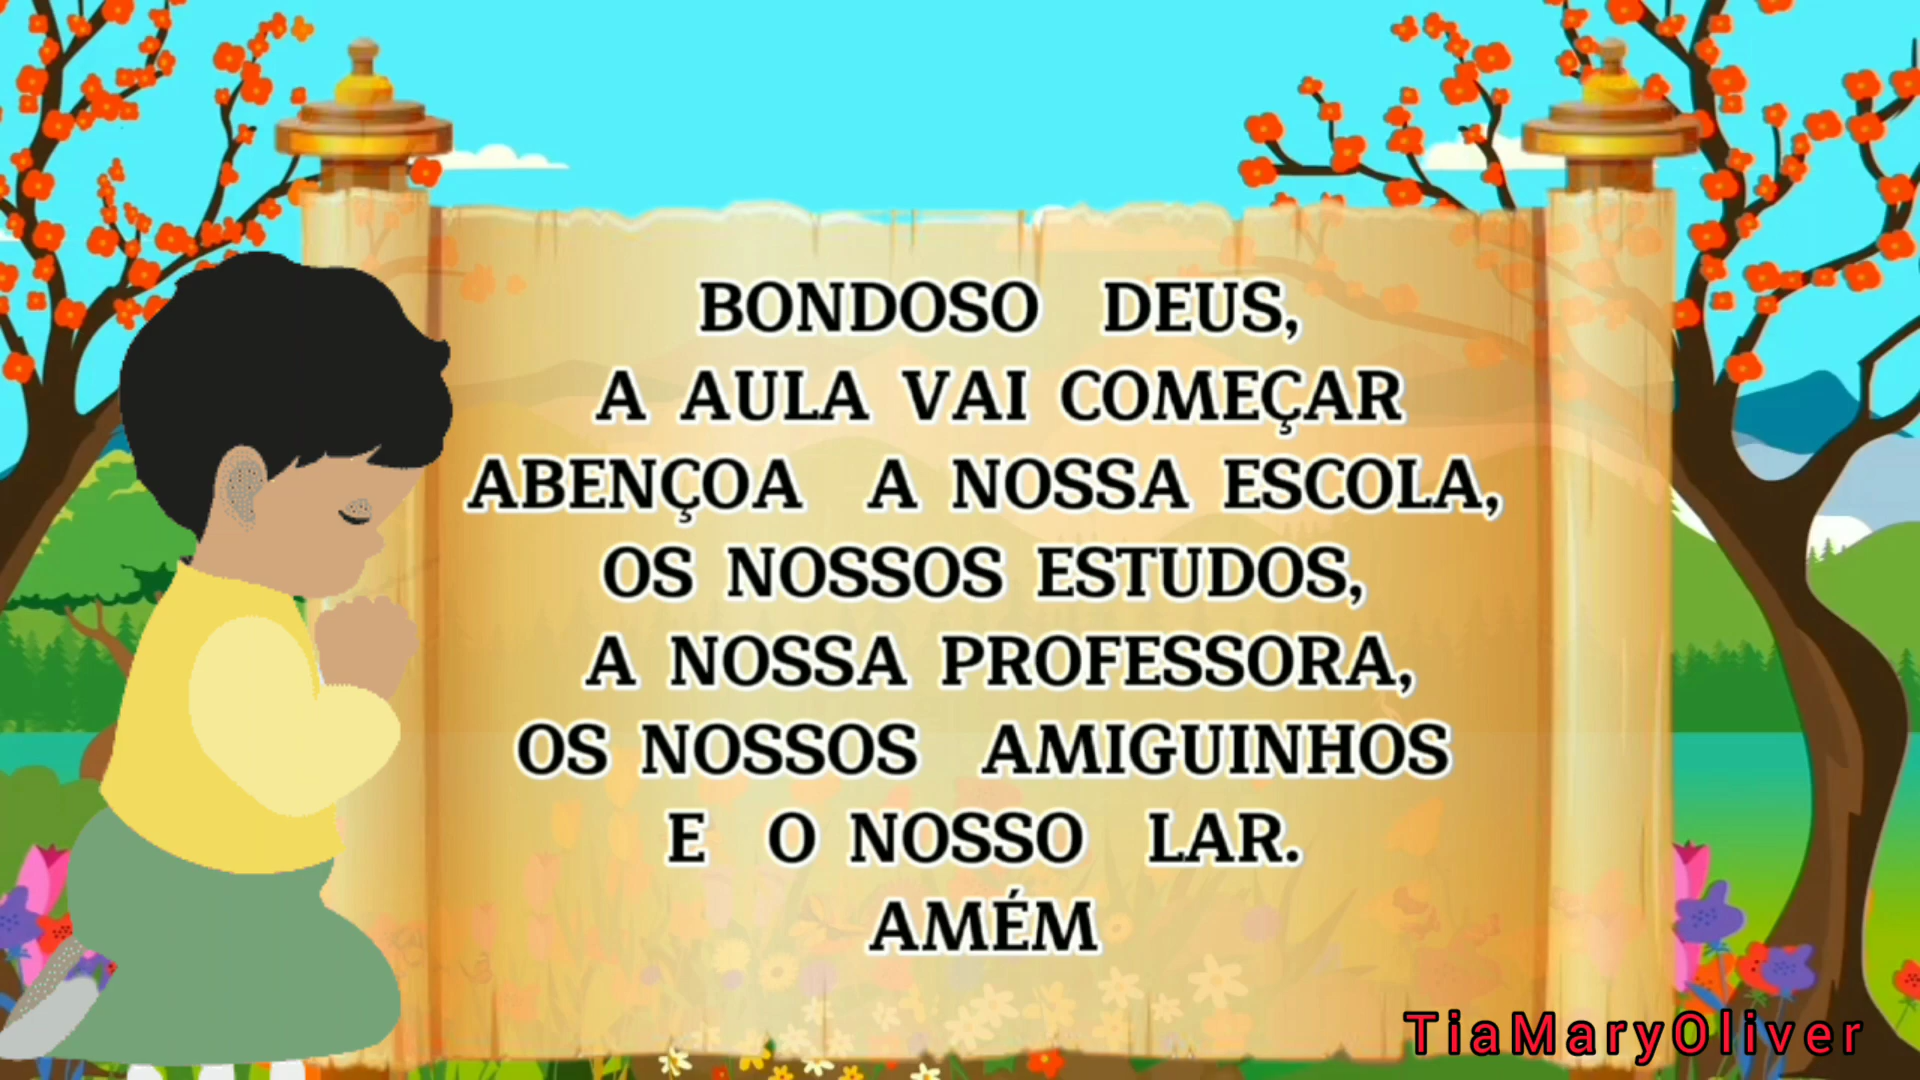 BONDOSO DEUS,
A AULA VAI COMEÇAR
ABENÇOA A NOSSA ESCOLA,
OS NOSSOS ESTUDOS,
A NOSSA PROFESSORA,
OS NOSSOS AMIGUINHOS
E O NOSSO LAR.
AMÉM
TiaMaryOliver